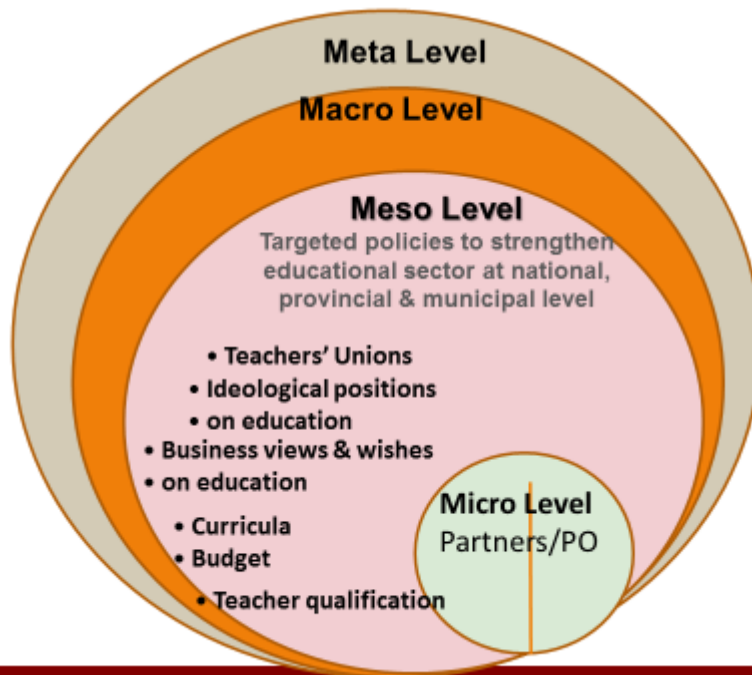 Meta Level
Macro Level
Meso Level
Targeted policies to strengthen
educational sector at national,
provincial & municipal level
• Teachers’ Unions
• Ideological positions
• on education
• Business views & wishes
• on education
• Curricula
• Budget
• Teacher qualification
Micro Level
Partners/PO